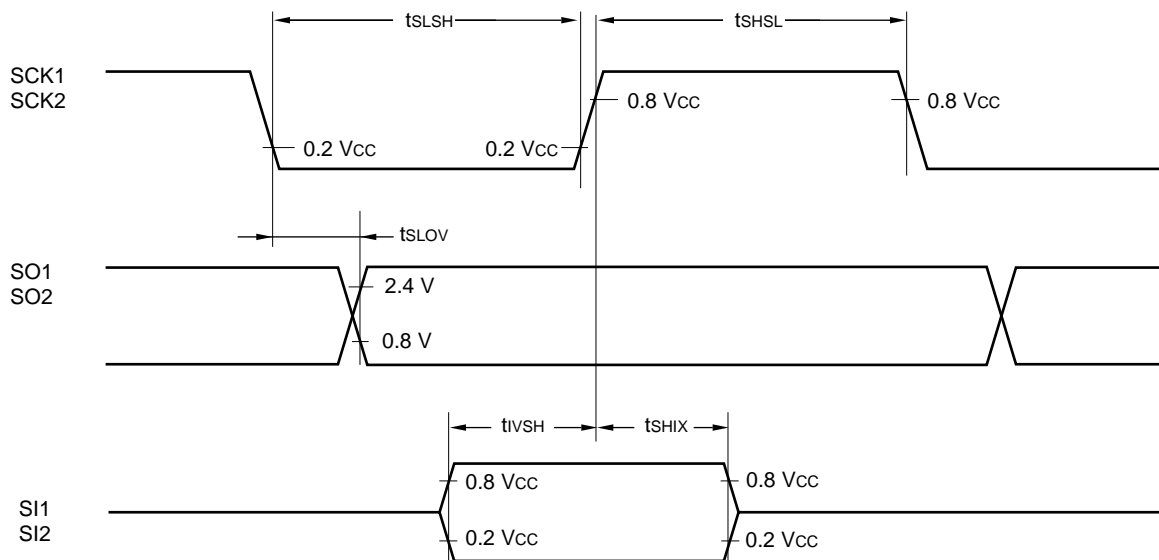 tSLSH
tSHSL
SCK1
SCK2
0.8 VCC
0.8 VCC
0.2 VCC
0.2 VCC
tSLOV
SO1
SO2
2.4 V
0.8 V
tIVSH
tSHIX
0.8 VCC
0.8 VCC
SI1
SI2
0.2 VCC
0.2 VCC